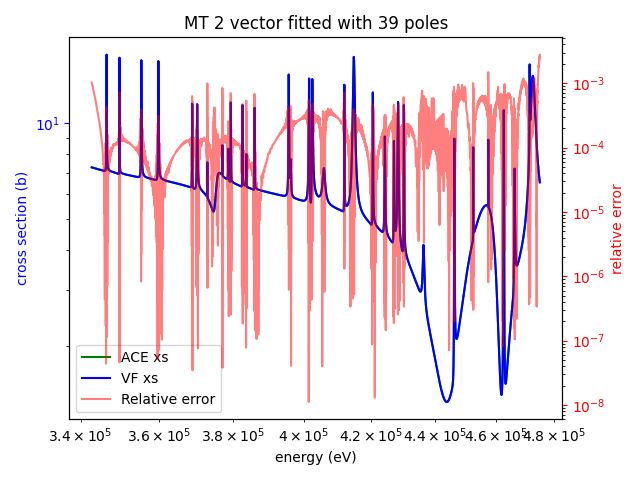 MT 2 vector fitted with 39 poles
cross section (b)
10¹
10⁻³
10⁻⁴
10⁻⁵
10⁻⁶
10⁻⁷
10⁻⁸
relative error
ACE xs
VF xs
Relative error
3.4 × 10⁵ 3.6 × 10⁵ 3.8 × 10⁵ 4 × 10⁵ 4.2 × 10⁵ 4.4 × 10⁵ 4.6 × 10⁵ 4.8 × 10⁵
energy (eV)